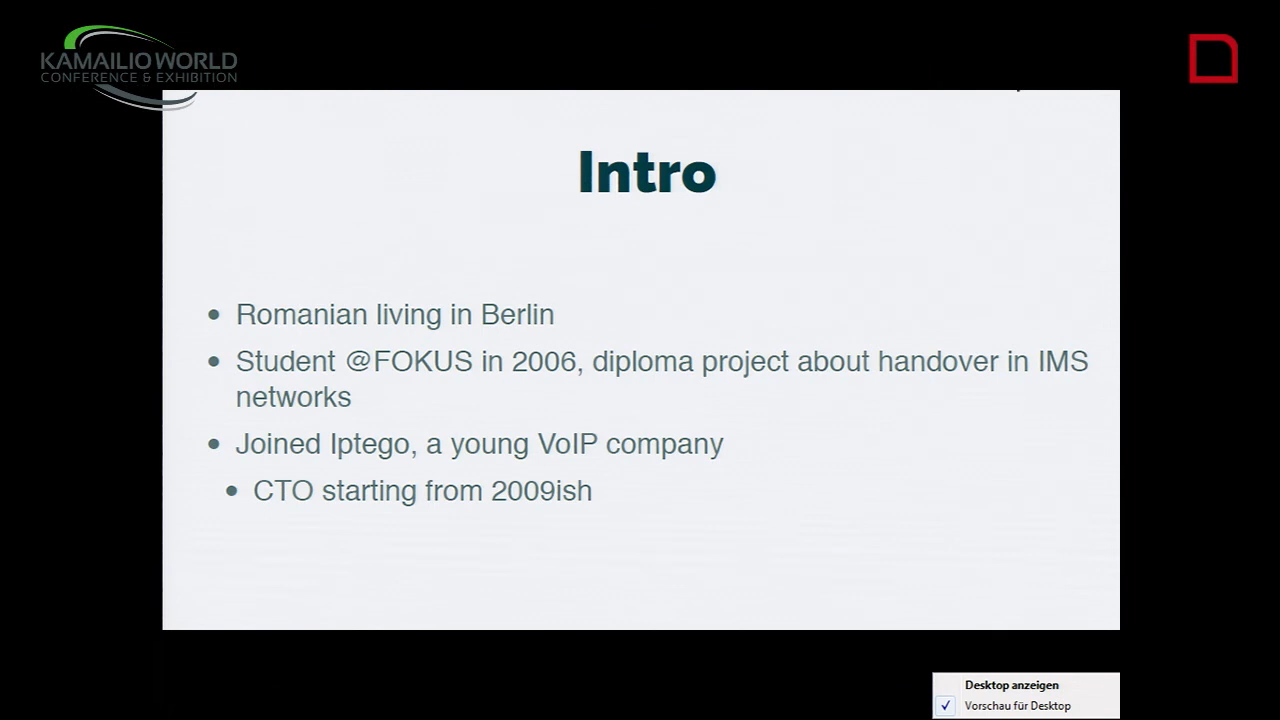 KAMAILIO WORLD
CONFERENCE & EXHIBITION
Intro
• Romanian living in Berlin
• Student @FOKUS in 2006, diploma project about handover in IMS
networks
• Joined Iptego, a young VoIP company
• CTO starting from 2009ish
Desktop anzeigen
✓ Vorschau für Desktop